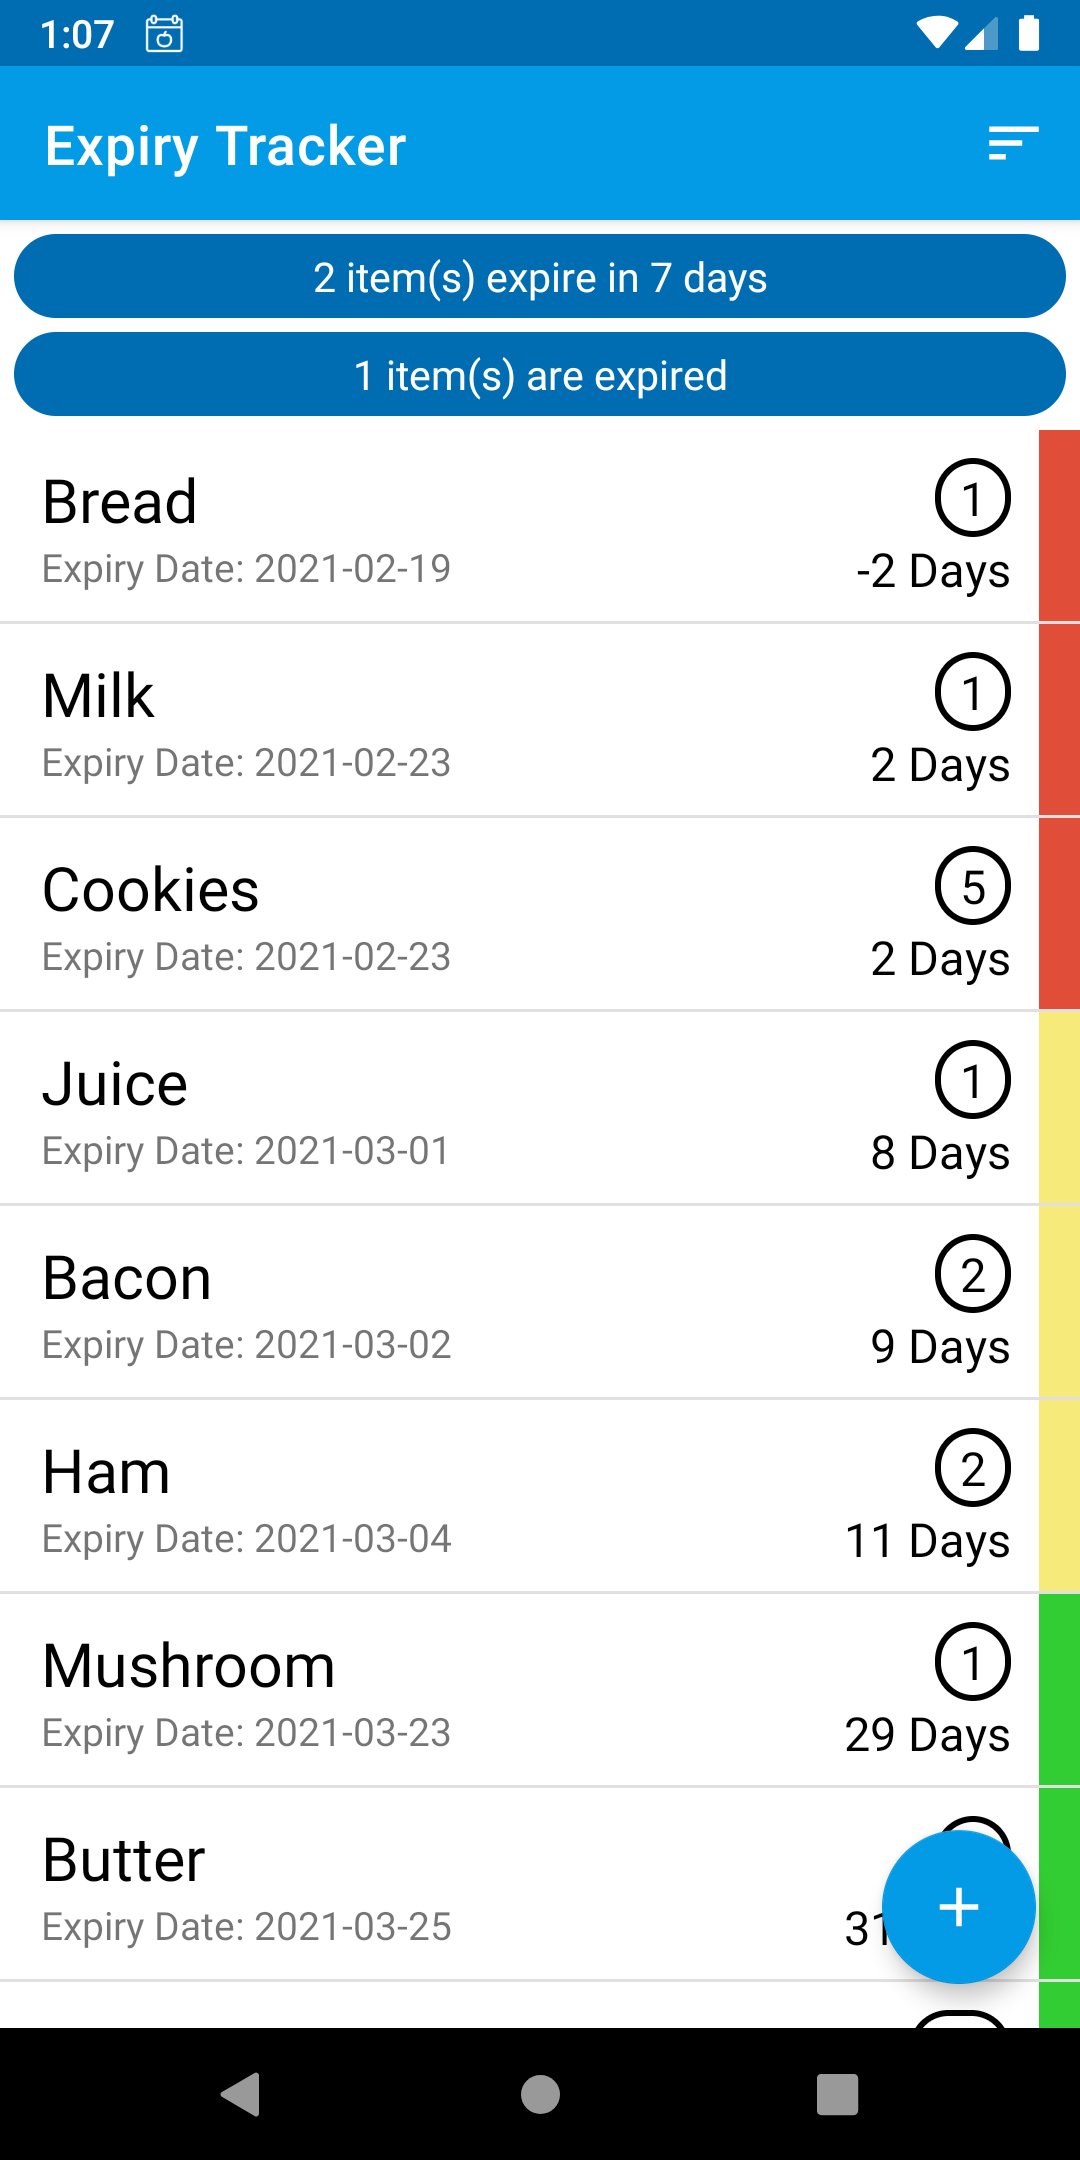 1:07
Expiry Tracker
2 item(s) expire in 7 days
1 item(s) are expired
Bread
1
Expiry Date: 2021-02-19
-2 Days
Milk
1
Expiry Date: 2021-02-23
2 Days
Cookies
5
Expiry Date: 2021-02-23
2 Days
Juice
1
Expiry Date: 2021-03-01
8 Days
Bacon
2
Expiry Date: 2021-03-02
9 Days
Ham
2
Expiry Date: 2021-03-04
11 Days
Mushroom
1
Expiry Date: 2021-03-23
29 Days
Butter
Expiry Date: 2021-03-25
31